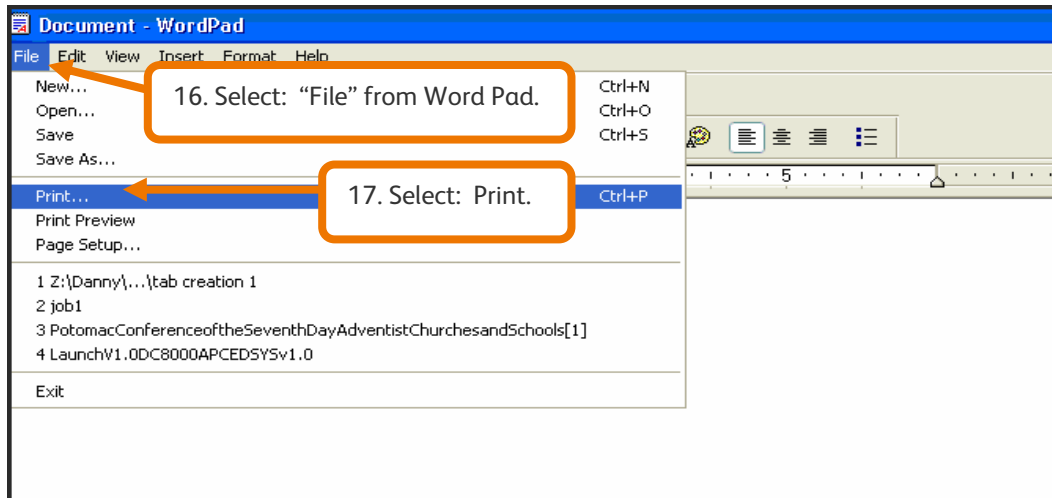 Document - WordPad
File Edit View Insert Format Help
16. Select: “File” from Word Pad.
New... Ctrl+N
Open... Ctrl+O
Save Ctrl+S
Save As...
17. Select: Print.
Print... Ctrl+P
Print Preview
Page Setup...
1 Z:\Danny\...\tab creation 1
2 job1
3 PotomacConferenceoftheSeventhDayAdventistChurchesandSchools[1]
4 LaunchV1.0DC8000APCEDSYSv1.0
Exit
5